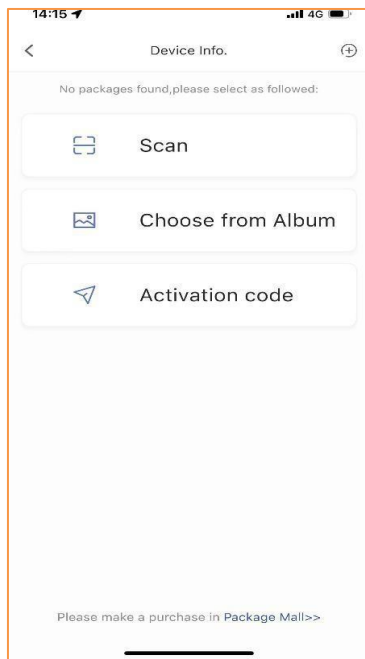 14:15 4G
Device Info.
No packages found,please select as followed:
Scan
Choose from Album
Activation code
Please make a purchase in Package Mall>>